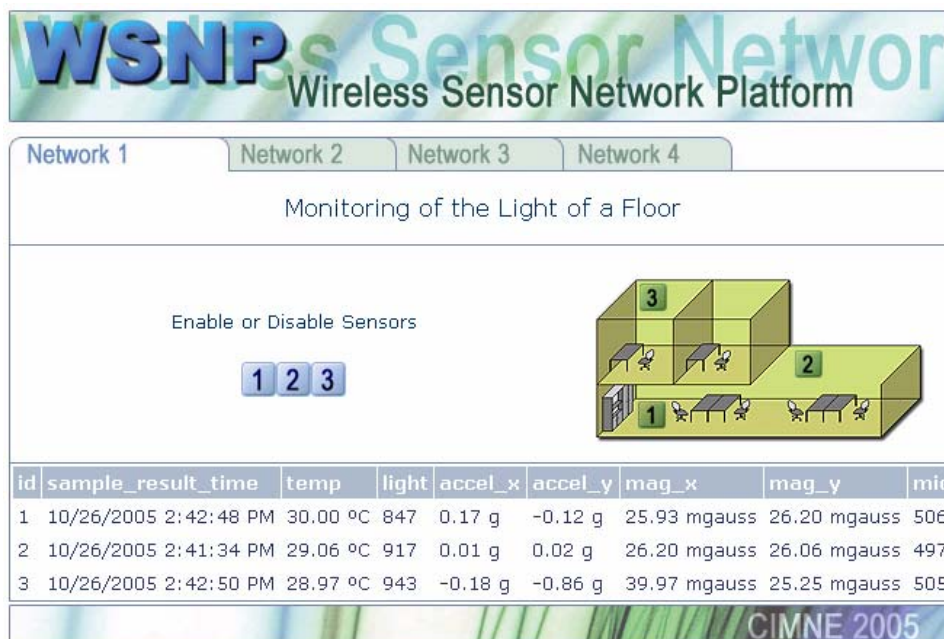 Wireless Sensor Networ
WSNP
Wireless Sensor Network Platform
Network 1 Network 2 Network 3 Network 4
Monitoring of the Light of a Floor
Enable or Disable Sensors
1 2 3
3
2
1
id sample_result_time temp light accel_x accel_y mag_x mag_y mic
1 10/26/2005 2:42:48 PM 30.00 ºC 847 0.17 g -0.12 g 25.93 mgauss 26.20 mgauss 506
2 10/26/2005 2:41:34 PM 29.06 ºC 917 0.01 g 0.02 g 26.20 mgauss 26.06 mgauss 497
3 10/26/2005 2:42:50 PM 28.97 ºC 943 -0.18 g -0.86 g 39.97 mgauss 25.25 mgauss 505
CIMNE 2005